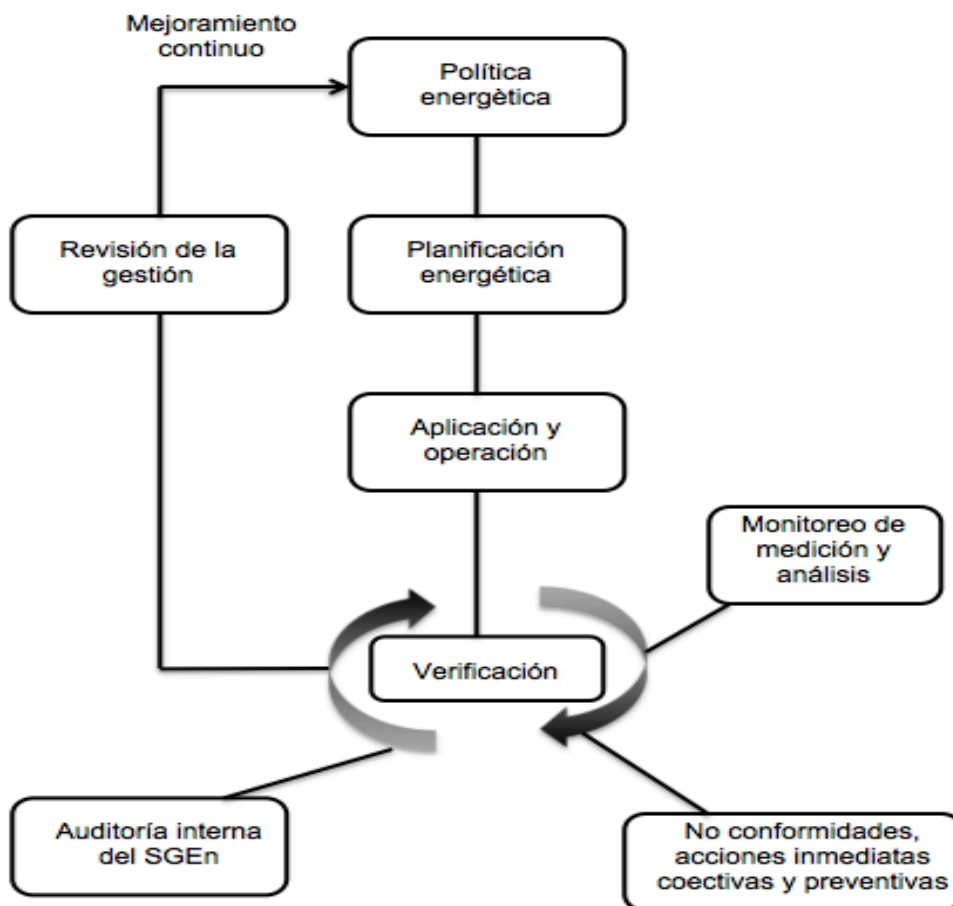 Mejoramiento
continuo
Política
energètica
Revisión de la
gestión
Planificación
energética
Aplicación y
operación
Monitoreo de
medición y
análisis
Verificación
Auditoría interna
del SGEn
No conformidades,
acciones inmediatas
coectivas y preventivas